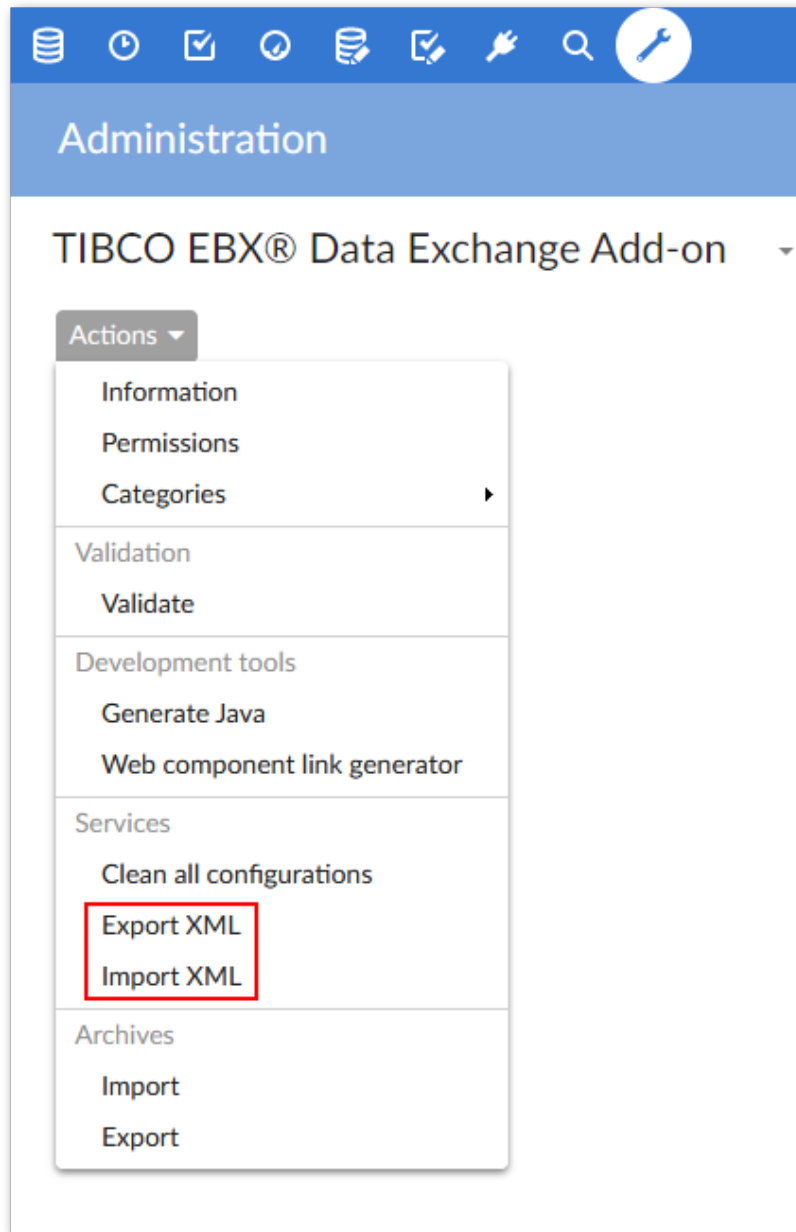 Administration
TIBCO EBX® Data Exchange Add-on
Actions
Information
Permissions
Categories
Validation
Validate
Development tools
Generate Java
Web component link generator
Services
Clean all configurations
Export XML
Import XML
Archives
Import
Export